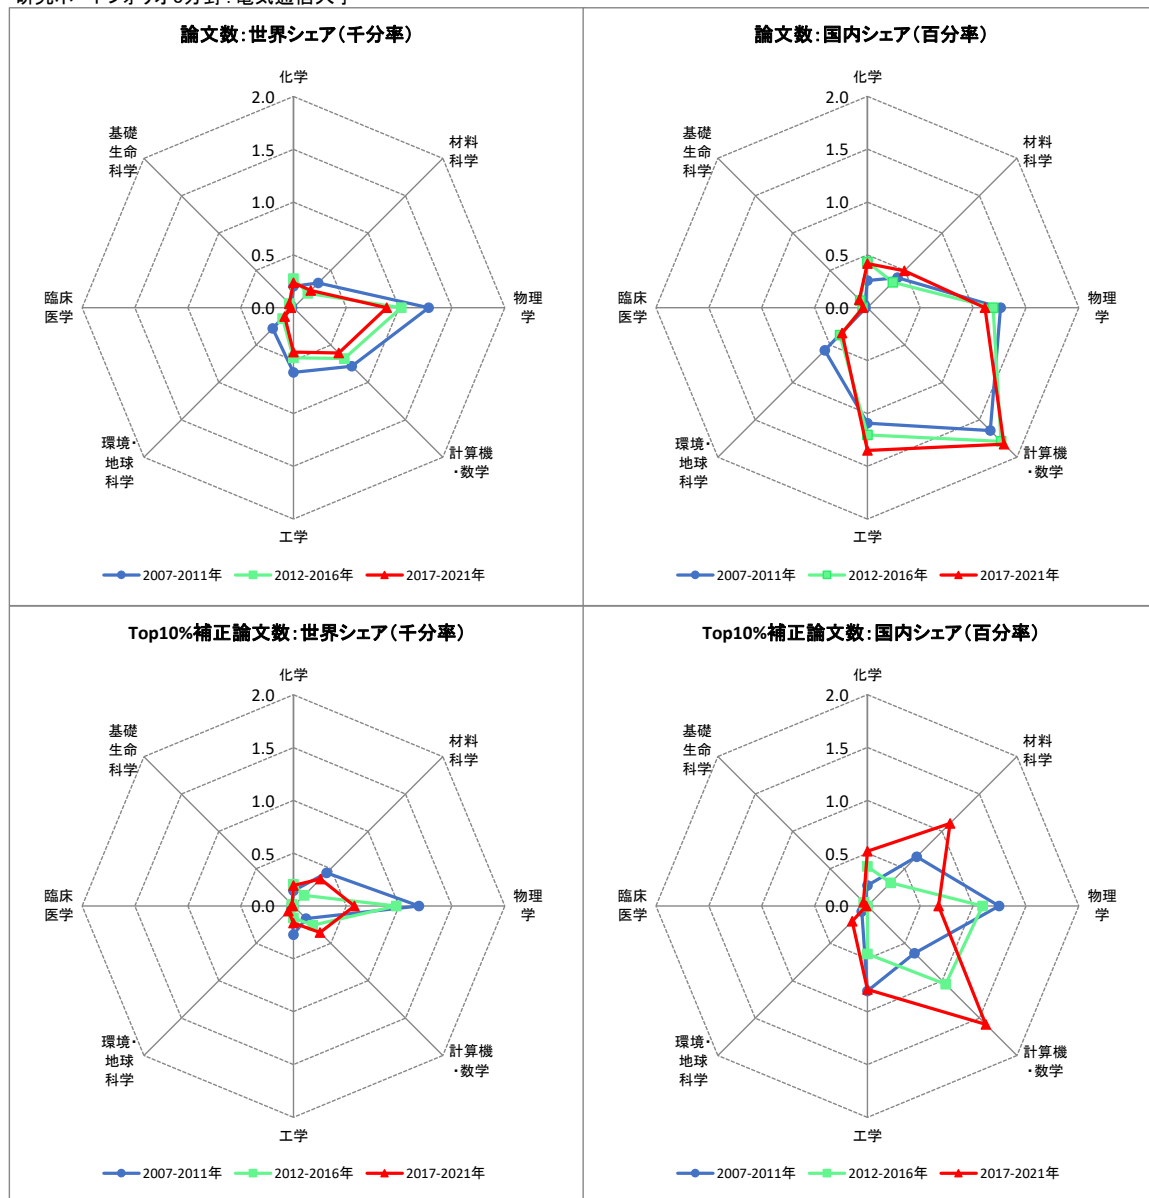 論文数：世界シェア（千分率）
化学
2.0
基礎
生命
科学
材料
科学
1.5
1.0
0.5
臨床
医学
0.0
物理
学
環境・
地球
科学
計算機
・数学
工学
2007-2011年
2012-2016年
2017-2021年
論文数：国内シェア（百分率）
化学
2.0
基礎
生命
科学
材料
科学
1.5
1.0
0.5
臨床
医学
0.0
物理
学
環境・
地球
科学
計算機
・数学
工学
2007-2011年
2012-2016年
2017-2021年
Top10%補正論文数：世界シェア（千分率）
化学
2.0
基礎
生命
科学
材料
科学
1.5
1.0
0.5
臨床
医学
0.0
物理
学
環境・
地球
科学
計算機
・数学
工学
2007-2011年
2012-2016年
2017-2021年
Top10%補正論文数：国内シェア（百分率）
化学
2.0
基礎
生命
科学
材料
科学
1.5
1.0
0.5
臨床
医学
0.0
物理
学
環境・
地球
科学
計算機
・数学
工学
2007-2011年
2012-2016年
2017-2021年